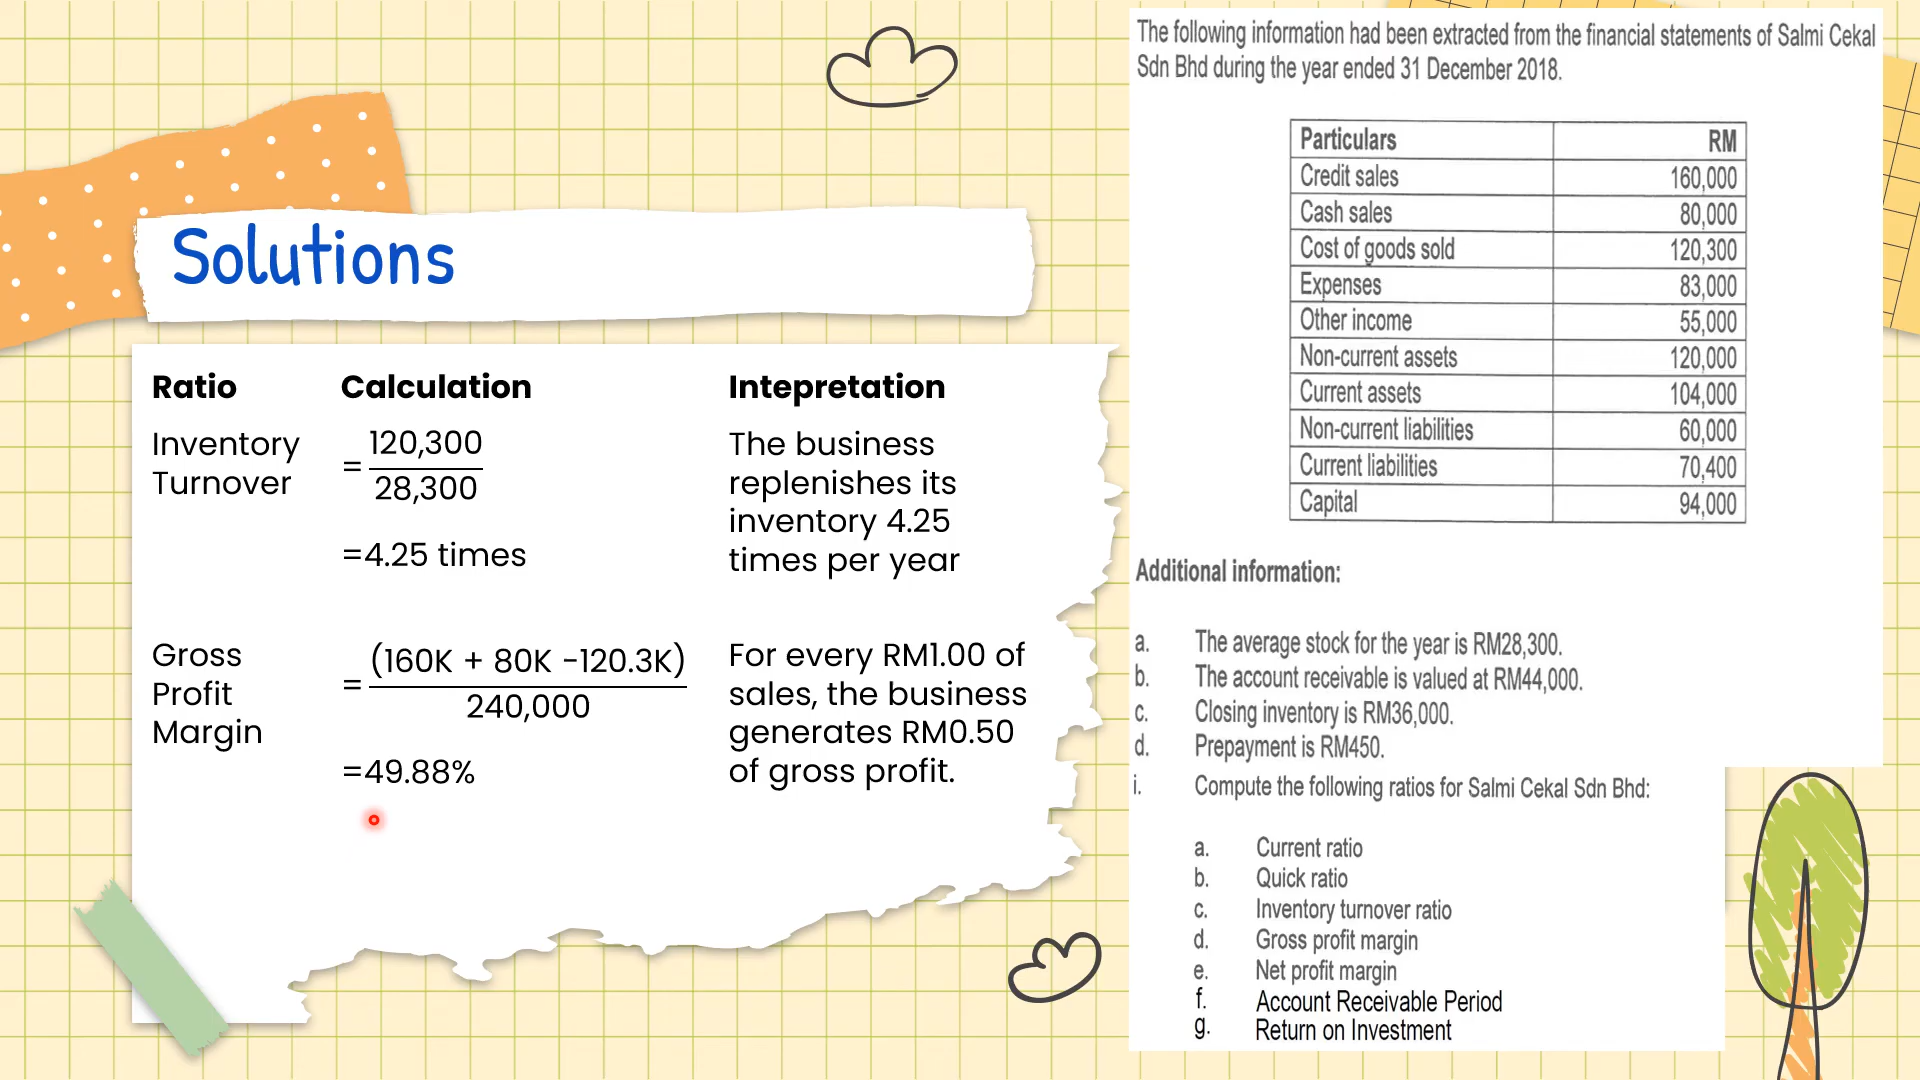 Solutions
Ratio Calculation Intepretation
Inventory Turnover
= 120,300
28,300
=4.25 times
The business
replenishes its
inventory 4.25
times per year
Gross
Profit
Margin
= (160K + 80K -120.3K)
240,000
=49.88%
For every RM1.00 of
sales, the business
generates RM0.50
of gross profit.
The following information had been extracted from the financial statements of Salmi Cekal
Sdn Bhd during the year ended 31 December 2018.
Particulars RM
Credit sales 160,000
Cash sales 80,000
Cost of goods sold 120,300
Expenses 83,000
Other income 55,000
Non-current assets 120,000
Current assets 104,000
Non-current liabilities 60,000
Current liabilities 70,400
Capital 94,000
Additional information:
a. The average stock for the year is RM28,300.
b. The account receivable is valued at RM44,000.
c. Closing inventory is RM36,000.
d. Prepayment is RM450.
i. Compute the following ratios for Salmi Cekal Sdn Bhd:
a. Current ratio
b. Quick ratio
c. Inventory turnover ratio
d. Gross profit margin
e. Net profit margin
f. Account Receivable Period
g. Return on Investment